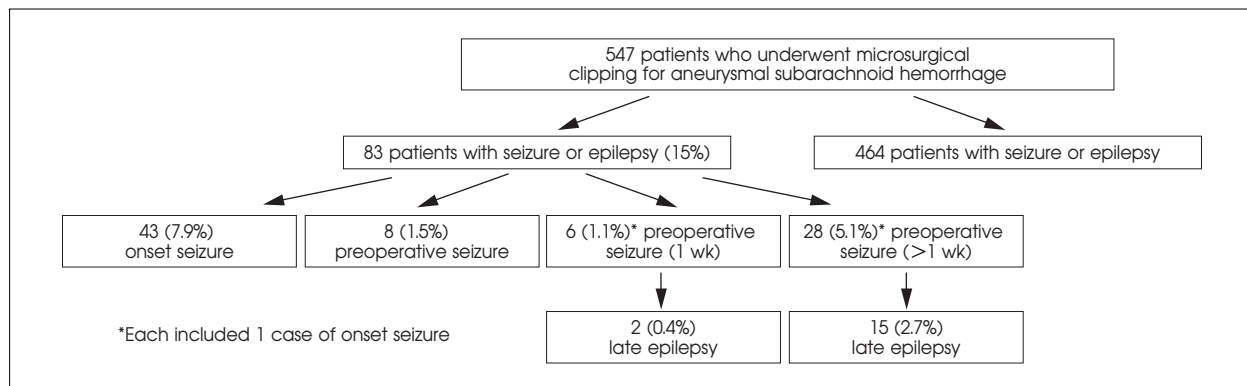 547 patients who underwent microsurgical
clipping for aneurysmal subarachnoid hemorrhage
83 patients with seizure or epilepsy (15%)
464 patients with seizure or epilepsy
43 (7.9%)
onset seizure
8 (1.5%)
preoperative seizure
6 (1.1%)* preoperative
seizure (1 wk)
28 (5.1%)* preoperative
seizure (>1 wk)
2 (0.4%)
late epilepsy
15 (2.7%)
late epilepsy
*Each included 1 case of onset seizure